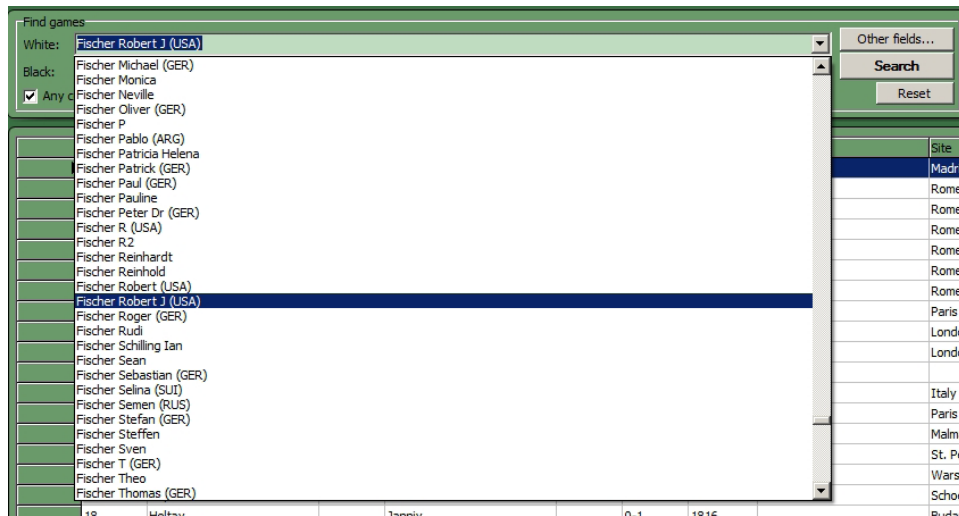 Find games
White: Fischer Robert J (USA) Other fields...
Black: Search
Any Reset
Fischer Michael (GER)
Fischer Monica
Fischer Neville
Fischer Oliver (GER)
Fischer P
Fischer Pablo (ARG)
Fischer Patricia Helena
Fischer Patrick (GER)
Fischer Paul (GER)
Fischer Pauline
Fischer Peter Dr (GER)
Fischer R (USA)
Fischer R2
Fischer Reinhardt
Fischer Reinhold
Fischer Robert (USA)
Fischer Robert J (USA)
Fischer Roger (GER)
Fischer Rudi
Fischer Schilling Ian
Fischer Sean
Fischer Sebastian (GER)
Fischer Selina (SUI)
Fischer Semen (RUS)
Fischer Stefan (GER)
Fischer Steffen
Fischer Sven
Fischer T (GER)
Fischer Theo
Fischer Thomas (GER)
Site
Madr
Rome
Rome
Rome
Rome
Rome
Rome
Paris
Londo
Londo
Italy
Paris
Malm
St. P
Wars
Schoo
18 Holtay Janniy 0-1 1816 Buda